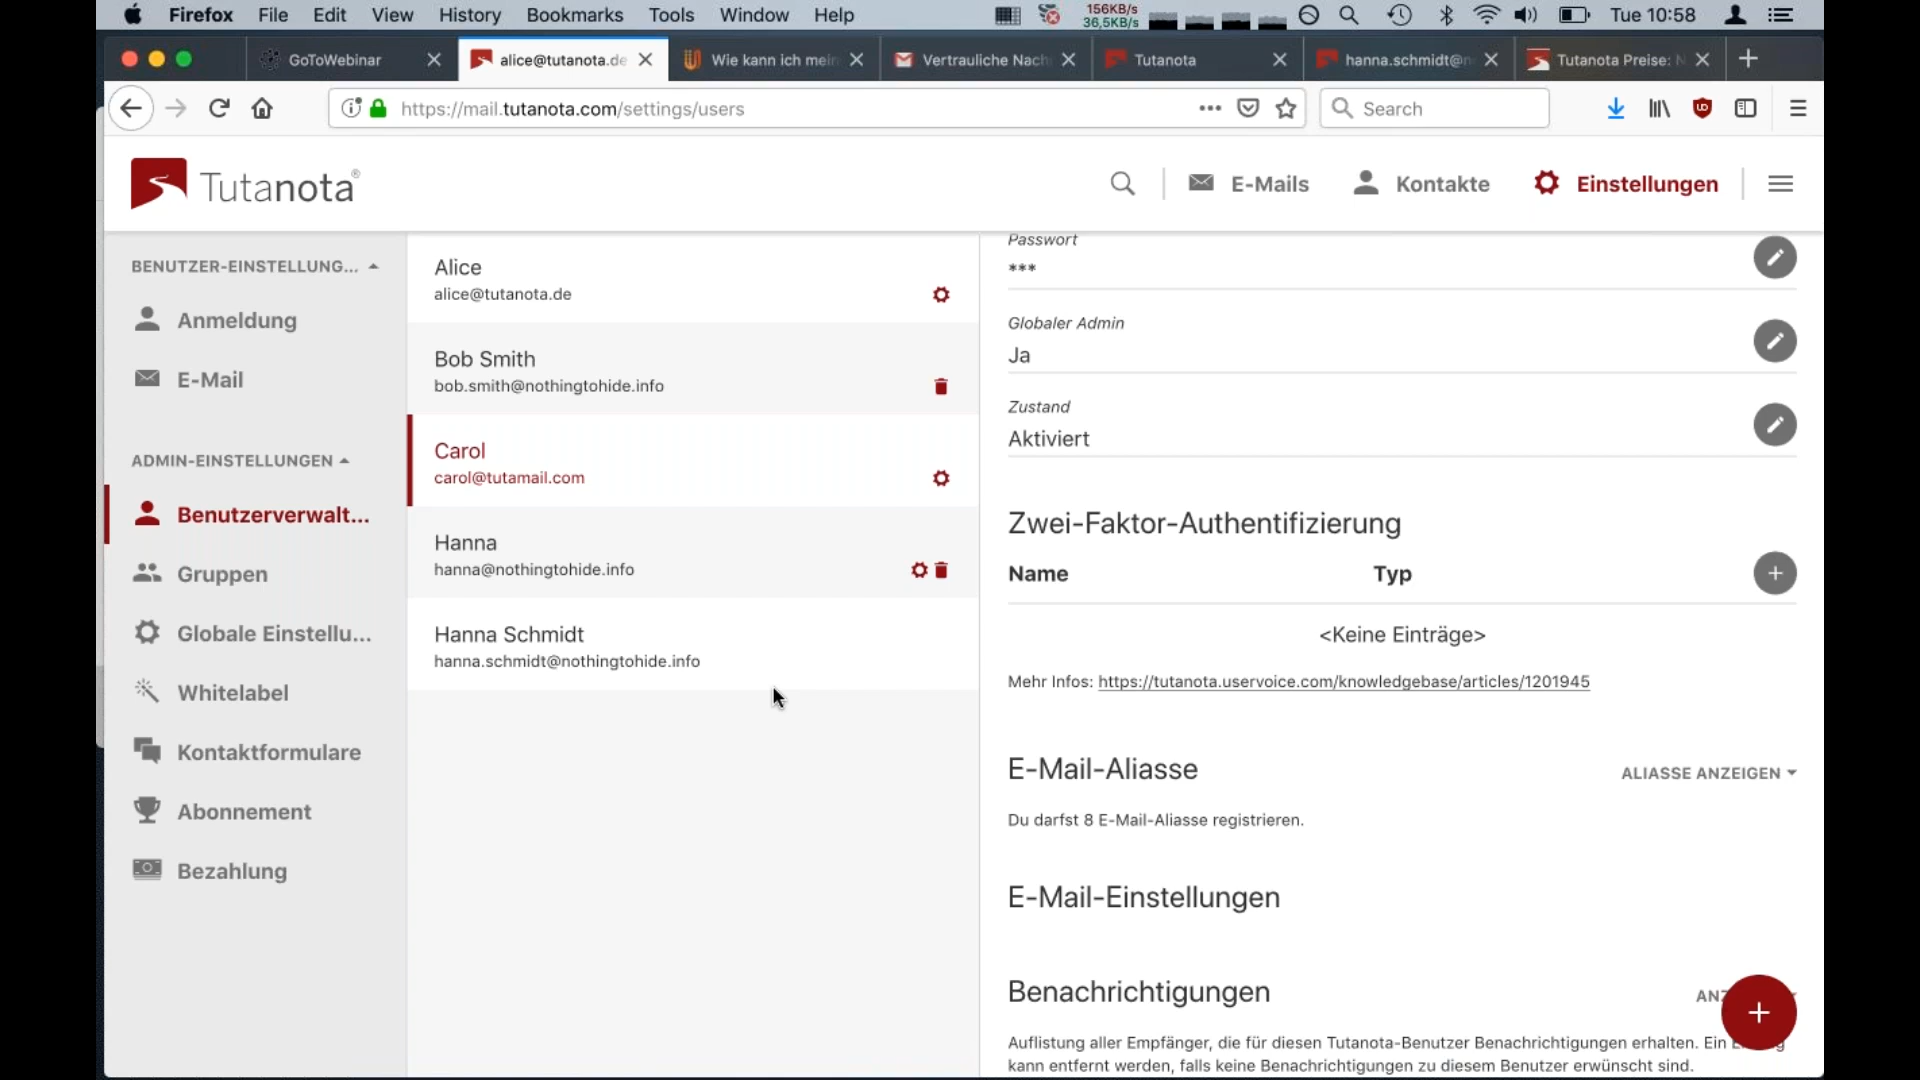 Firefox File Edit View History Bookmarks Tools Window Help 156KB/s Tue 10:58
36,5KB/s
GoToWebinar alice@tutanota.de Wie kann ich mein Vertrauliche Nach Tutanota hanna.schmidt@n Tutanota Preise: N
https://mail.tutanota.com/settings/users Search
Tutanota® E-Mails Kontakte Einstellungen
BENUTZER-EINSTELLUNG...
Anmeldung
E-Mail
ADMIN-EINSTELLUNGEN
Benutzerverwalt...
Gruppen
Globale Einstellu...
Whitelabel
Kontaktformulare
Abonnement
Bezahlung
Alice
alice@tutanota.de
Bob Smith
bob.smith@nothingtohide.info
Carol
carol@tutamail.com
Hanna
hanna@nothingtohide.info
Hanna Schmidt
hanna.schmidt@nothingtohide.info
Passwort
***
Globaler Admin
Ja
Zustand
Aktiviert
Zwei-Faktor-Authentifizierung
Name Typ
<Keine Einträge>
Mehr Infos: https://tutanota.uservoice.com/knowledgebase/articles/1201945
E-Mail-Aliasse ALIASSE ANZEIGEN
Du darfst 8 E-Mail-Aliasse registrieren.
E-Mail-Einstellungen
Benachrichtigungen ANZ
Auflistung aller Empfänger, die für diesen Tutanota-Benutzer Benachrichtigungen erhalten. Ein
kann entfernt werden, falls keine Benachrichtigungen zu diesem Benutzer erwünscht sind.